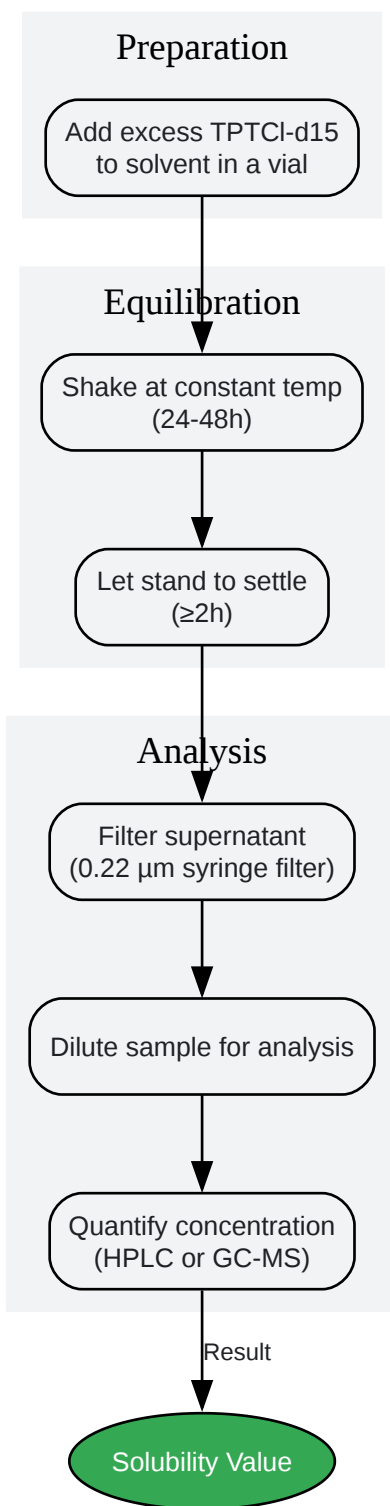 Preparation
Add excess TPTCl-d15
to solvent in a vial
Equilibration
Shake at constant temp
(24-48h)
Let stand to settle
(≥2h)
Analysis
Filter supernatant
(0.22 µm syringe filter)
Dilute sample for analysis
Quantify concentration
(HPLC or GC-MS)
Result
Solubility Value